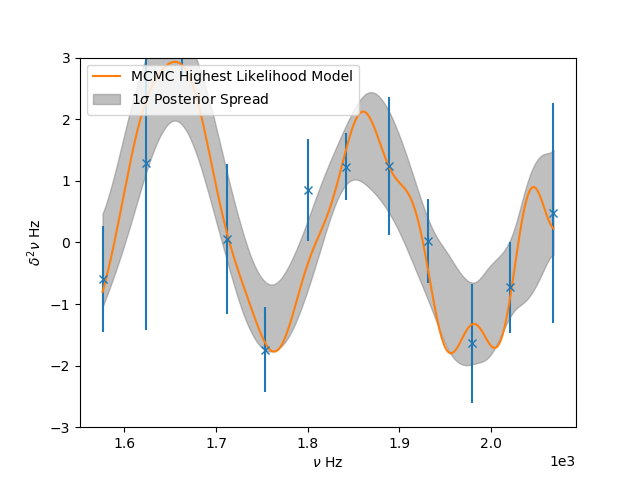 3
2
1
0
−1
−2
−3
δ²ν Hz
MCMC Highest Likelihood Model
1σ Posterior Spread
1.6 1.7 1.8 1.9 2.0
1e3
ν Hz